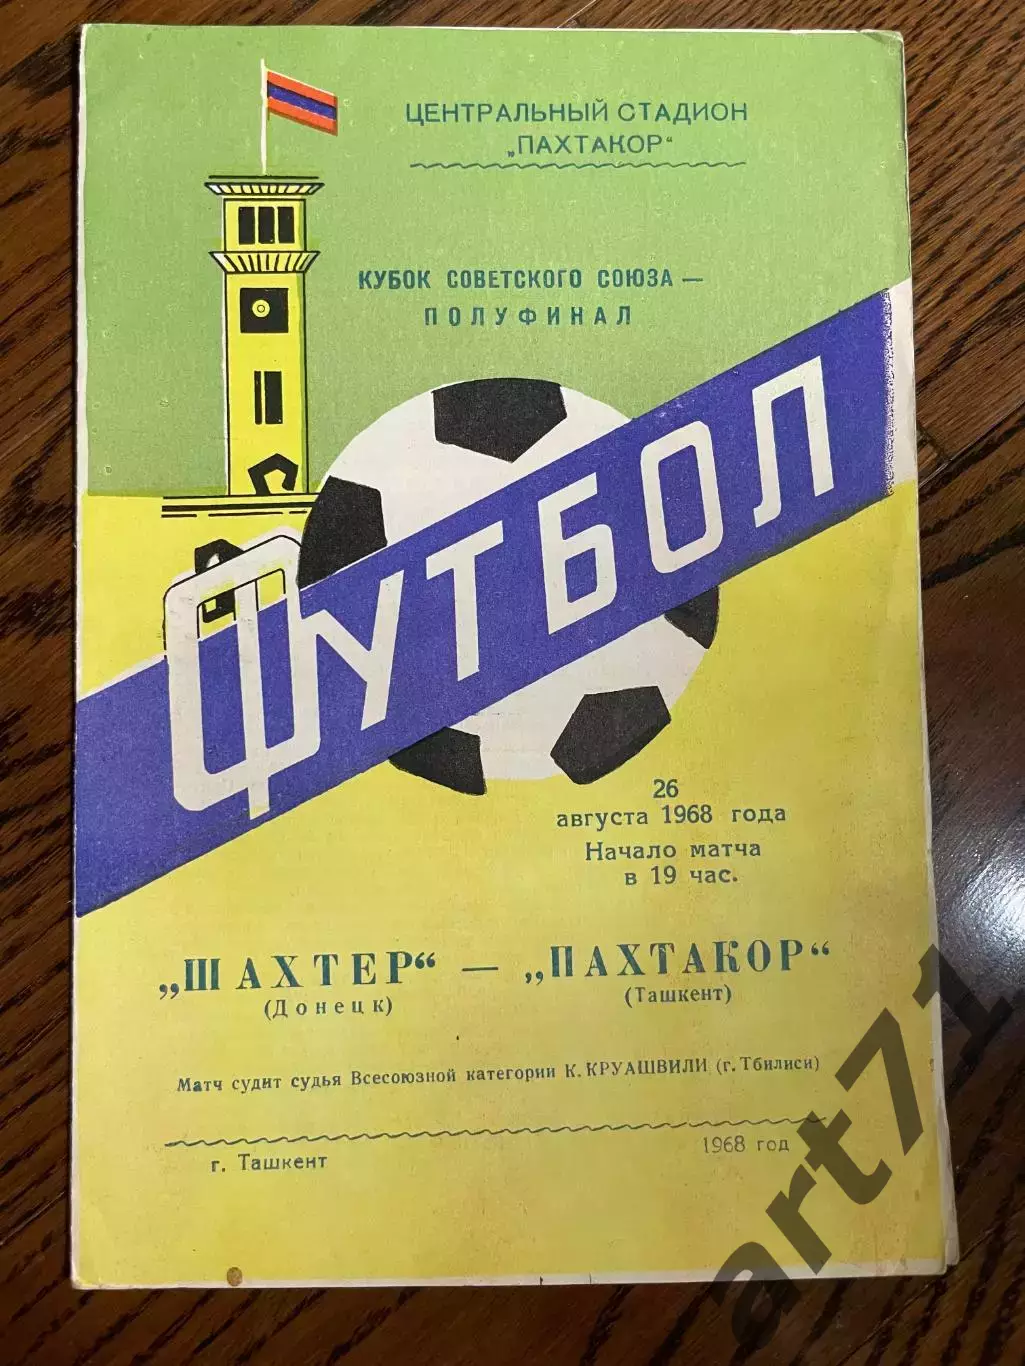 ЦЕНТРАЛЬНЫЙ СТАДИОН
„ПАХТАКОР“
КУБОК СОВЕТСКОГО СОЮЗА —
ПОЛУФИНАЛ
ФУТБОЛ
26
августа 1968 года
Начало матча
в 19 час.
„ШАХТЕР“ — „ПАХТАКОР“
(Донецк) (Ташкент)
Матч судит судья Всесоюзной категории К. КРУАШВИЛИ (г. Тбилиси)
г. Ташкент 1968 год
art71